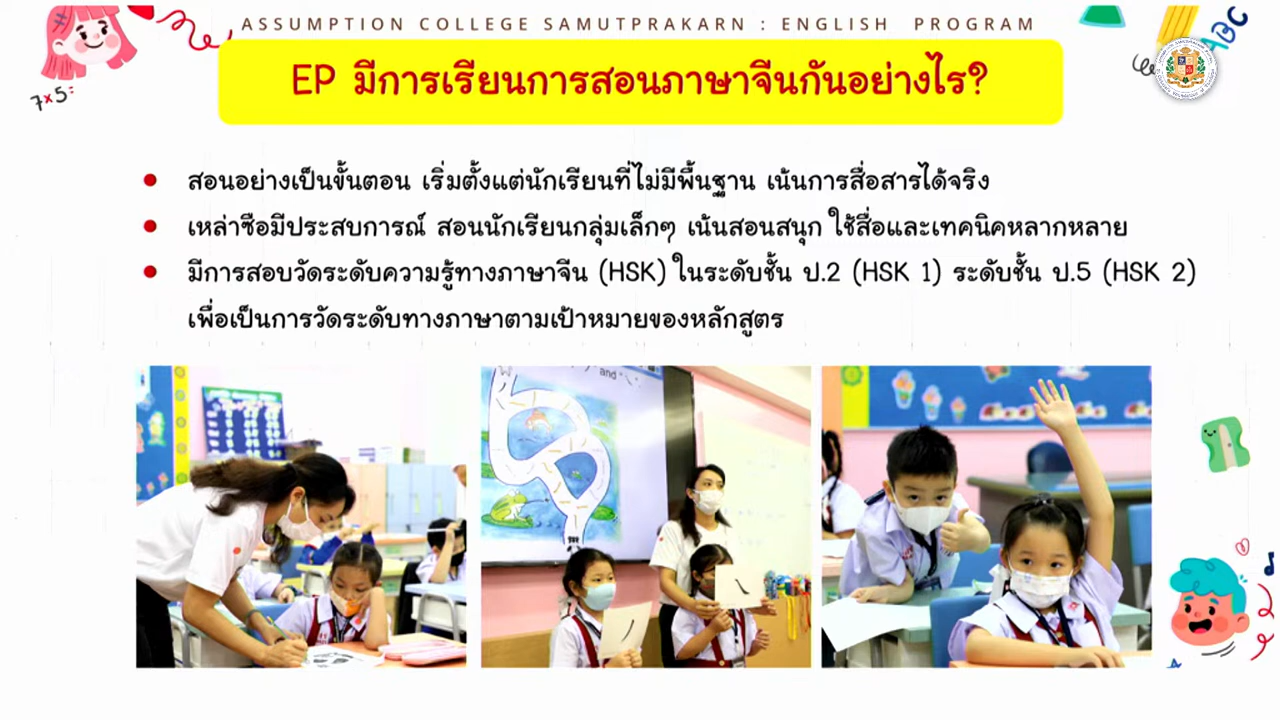 ASSUMPTION COLLEGE SAMUTPRAKARN : ENGLISH PROGRAM
EP มีการเรียนการสอนภาษาจีนกันอย่างไร?
ABC
7x5=
สอนอย่างเป็นขั้นตอน เริ่มตั้งแต่นักเรียนที่ไม่มีพื้นฐาน เน้นการสื่อสารได้จริง
เหล่าซือมีประสบการณ์ สอนนักเรียนกลุ่มเล็กๆ เน้นสอนสนุก ใช้สื่อและเทคนิคหลากหลาย
มีการสอบวัดระดับความรู้ทางภาษาจีน (HSK) ในระดับชั้น ป.2 (HSK 1) ระดับชั้น ป.5 (HSK 2)
เพื่อเป็นการวัดระดับทางภาษาตามเป้าหมายของหลักสูตร
and